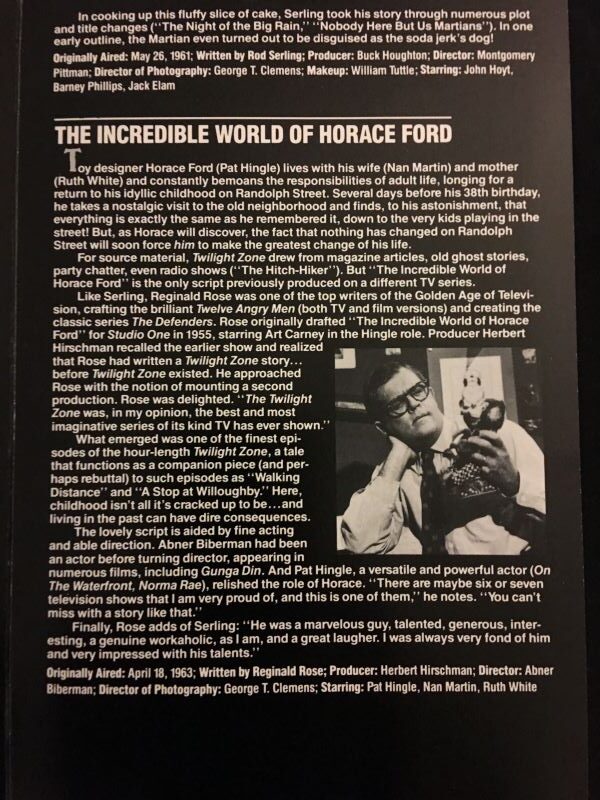 In cooking up this fluffy slice of cake, Serling took his story through numerous plot
and title changes ("The Night of the Big Rain," "Nobody Here But Us Martians"). In one
early outline, the Martian even turned out to be disguised as the soda jerk's dog!
Originally Aired: May 26, 1961; Written by Rod Serling; Producer: Buck Houghton; Director: Montgomery
Pittman; Director of Photography: George T. Clemens; Makeup: William Tuttle; Starring: John Hoyt,
Barney Phillips, Jack Elam
THE INCREDIBLE WORLD OF HORACE FORD
Toy designer Horace Ford (Pat Hingle) lives with his wife (Nan Martin) and mother
(Ruth White) and constantly bemoans the responsibilities of adult life, longing for a
return to his idyllic childhood on Randolph Street. Several days before his 38th birthday,
he takes a nostalgic visit to the old neighborhood and finds, to his astonishment, that
everything is exactly the same as he remembered it, down to the very kids playing in the
street! But, as Horace will discover, the fact that nothing has changed on Randolph
Street will soon force him to make the greatest change of his life.
For source material, Twilight Zone drew from magazine articles, old ghost stories,
party chatter, even radio shows ("The Hitch-Hiker"). But "The Incredible World of
Horace Ford" is the only script previously produced on a different TV series.
Like Serling, Reginald Rose was one of the top writers of the Golden Age of Televi-
sion, crafting the brilliant Twelve Angry Men (both TV and film versions) and creating the
classic series The Defenders. Rose originally drafted "The Incredible World of Horace
Ford" for Studio One in 1955, starring Art Carney in the Hingle role. Producer Herbert
Hirschman recalled the earlier show and realized
that Rose had written a Twilight Zone story...
before Twilight Zone existed. He approached
Rose with the notion of mounting a second
production. Rose was delighted. "The Twilight
Zone was, in my opinion, the best and most
imaginative series of its kind TV has ever shown."
What emerged was one of the finest epi-
sodes of the hour-length Twilight Zone, a tale
that functions as a companion piece (and per-
haps rebuttal) to such episodes as "Walking
Distance" and "A Stop at Willoughby." Here,
childhood isn't all it's cracked up to be...and
living in the past can have dire consequences.
The lovely script is aided by fine acting
and able direction. Abner Biberman had been
an actor before turning director, appearing in
numerous films, including Gunga Din. And Pat Hingle, a versatile and powerful actor (On
The Waterfront, Norma Rae), relished the role of Horace. "There are maybe six or seven
television shows that I am very proud of, and this is one of them," he notes. "You can't
miss with a story like that."
Finally, Rose adds of Serling: "He was a marvelous guy, talented, generous, inter-
esting, a genuine workaholic, as I am, and a great laugher. I was always very fond of him
and very impressed with his talents."
Originally Aired: April 18, 1963; Written by Reginald Rose; Producer: Herbert Hirschman; Director: Abner
Biberman; Director of Photography: George T. Clemens; Starring: Pat Hingle, Nan Martin, Ruth White